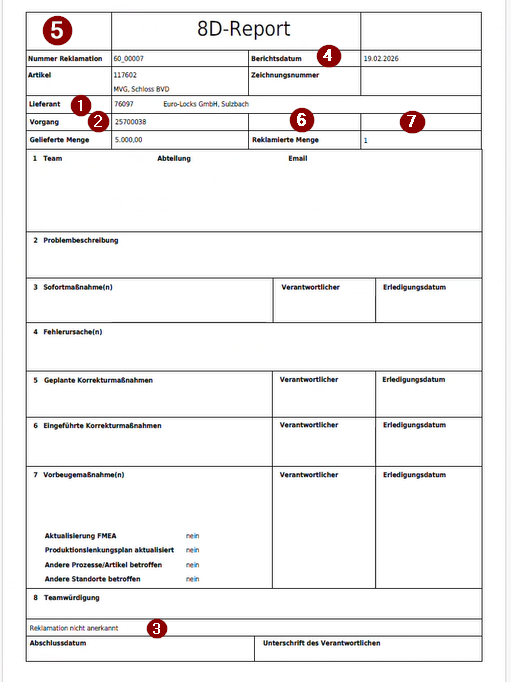 5
8D-Report
Nummer Reklamation 60_00007 Berichtsdatum 4 19.02.2026
Artikel 117602 Zeichnungsnummer
MVG, Schloss BVD
Lieferant 1 76097 Euro-Locks GmbH, Sulzbach
Vorgang 2 25700038 6 7
Gelieferte Menge 5.000,00 Reklamierte Menge 1
1 Team Abteilung Email
2 Problembeschreibung
3 Sofortmaßnahme(n) Verantwortlicher Erledigungsdatum
4 Fehlerursache(n)
5 Geplante Korrekturmaßnahmen Verantwortlicher Erledigungsdatum
6 Eingeführte Korrekturmaßnahmen Verantwortlicher Erledigungsdatum
7 Vorbeugemaßnahme(n) Verantwortlicher Erledigungsdatum
Aktualisierung FMEA nein
Produktionslenkungsplan aktualisiert nein
Andere Prozesse/Artikel betroffen nein
Andere Standorte betroffen nein
8 Teamwürdigung
Reklamation nicht anerkannt 3
Abschlussdatum Unterschrift des Verantwortlichen